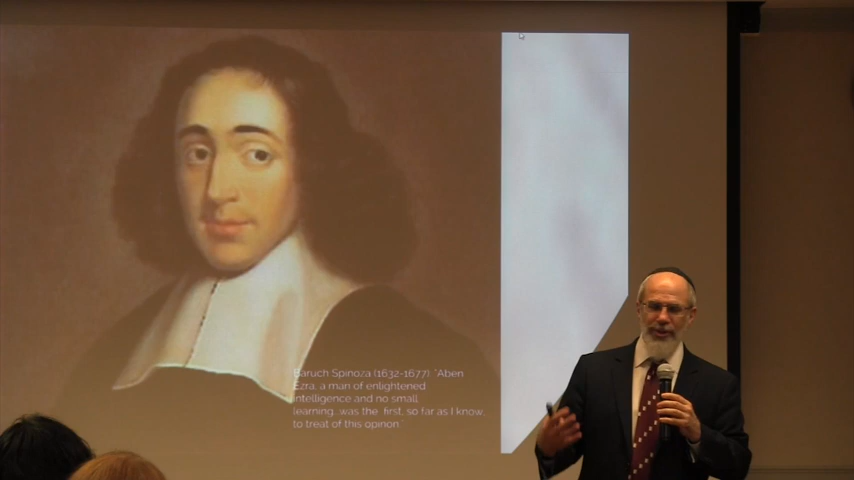 Baruch Spinoza (1632-1677): "Aben
Ezra, a man of enlightened
intelligence and no small
learning...was the first, so far as I know,
to treat of this opinon"